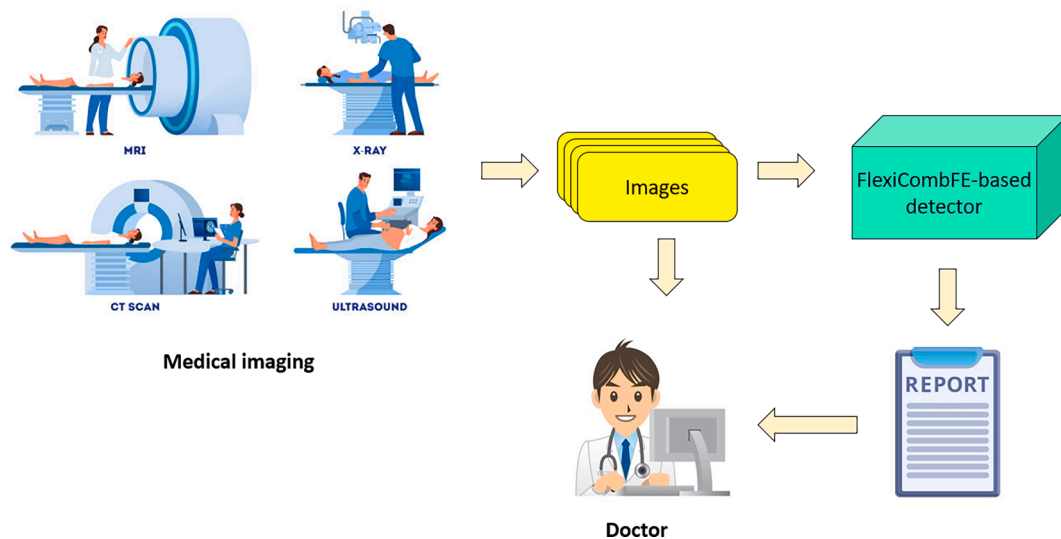 MRI
X-RAY
CT SCAN
ULTRASOUND
Medical imaging
Images
FlexiCombFE-based
detector
REPORT
Doctor